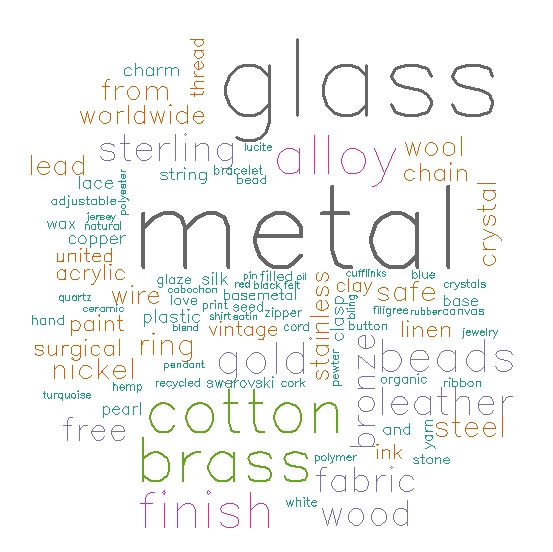 glass
thread
charm
from
worldwide
sterling
lucite
alloy
wool
chain
lead
lace
polyester
string
bracelet
bead
adjustable
metal
crystal
wax
jersey
natural
copper
united
acrylic
glaze
silk
pin
filled
oil
cufflinks
blue
red
black
felt
clay
safe
crystals
quartz
wire
cabochon
love
basemetal
stainless
clasp
bling
base
ceramic
print
seed
filigree
rubber
canvas
hand
paint
plastic
shirt
satin
zipper
blend
vintage
cord
button
linen
jewelry
surgical
ring
gold
pewter
bronze
beads
nickel
pendant
hemp
recycled
swarovski
cork
organic
ribbon
turquoise
pearl
cotton
leather
free
and
yarn
steel
brass
polymer
ink
stone
fabric
finish
white
wood